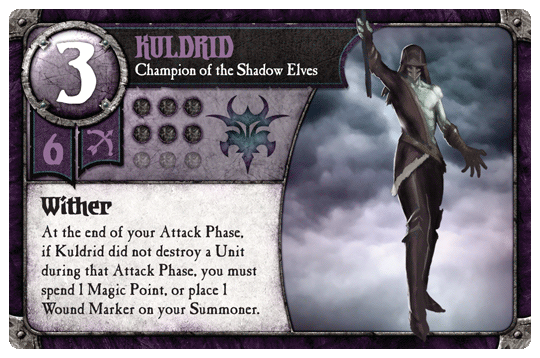 3
KULDRID
Champion of the Shadow Elves
6
Wither
At the end of your Attack Phase,
if Kuldrid did not destroy a Unit
during that Attack Phase, you must
spend 1 Magic Point, or place 1
Wound Marker on your Summoner.